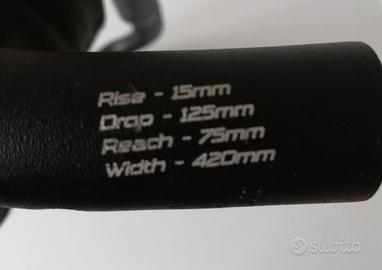 Rise - 15mm
Drop - 125mm
Reach - 75mm
Width - 420mm
subito